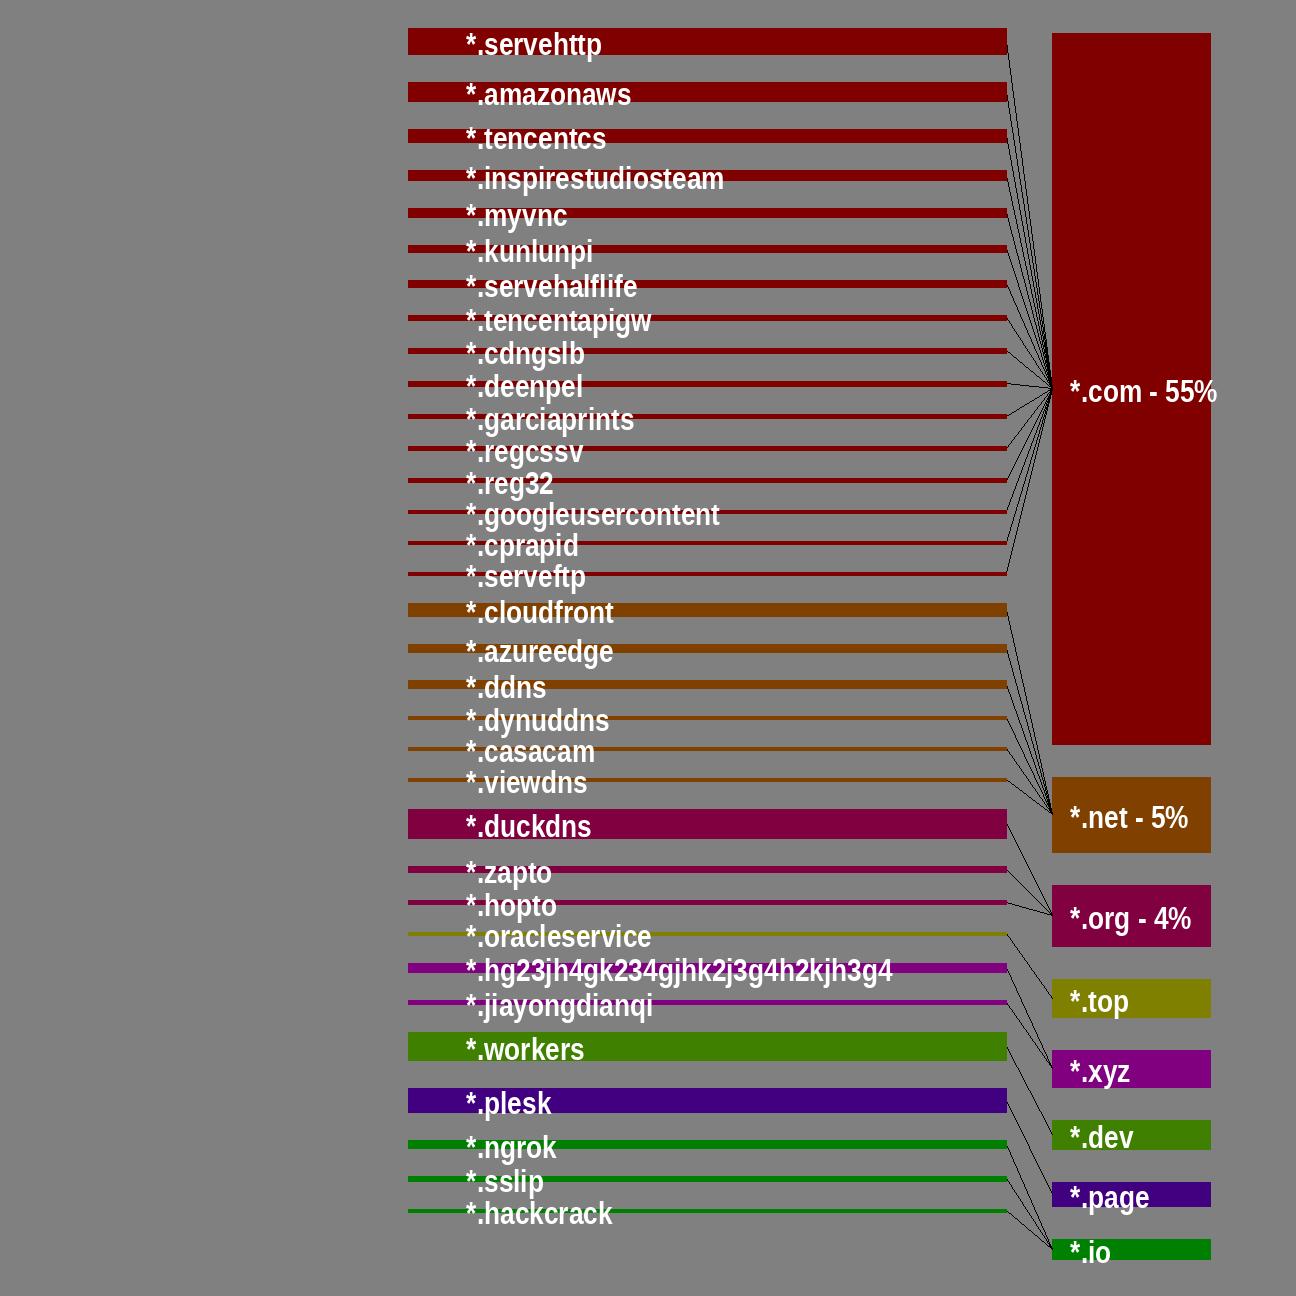 *.servehttp
*.amazonaws
*.tencentcs
*.inspirestudiosteam
*.myvnc
*.kunlunpi
*.servehalflife
*.tencentapigw
*.cdngslb
*.deenpel
*.garciaprints
*.regcssv
*.reg32
*.googleusercontent
*.cprapid
*.serveftp
*.cloudfront
*.azureedge
*.ddns
*.dynuddns
*.casacam
*.viewdns
*.duckdns
*.zapto
*.hopto
*.oracleservice
*.hg23jh4gk234gjhk2j3g4h2kjh3g4
*.jiayongdianqi
*.workers
*.plesk
*.ngrok
*.sslip
*.hackcrack
*.com - 55%
*.net - 5%
*.org - 4%
*.top
*.xyz
*.dev
*.page
*.io